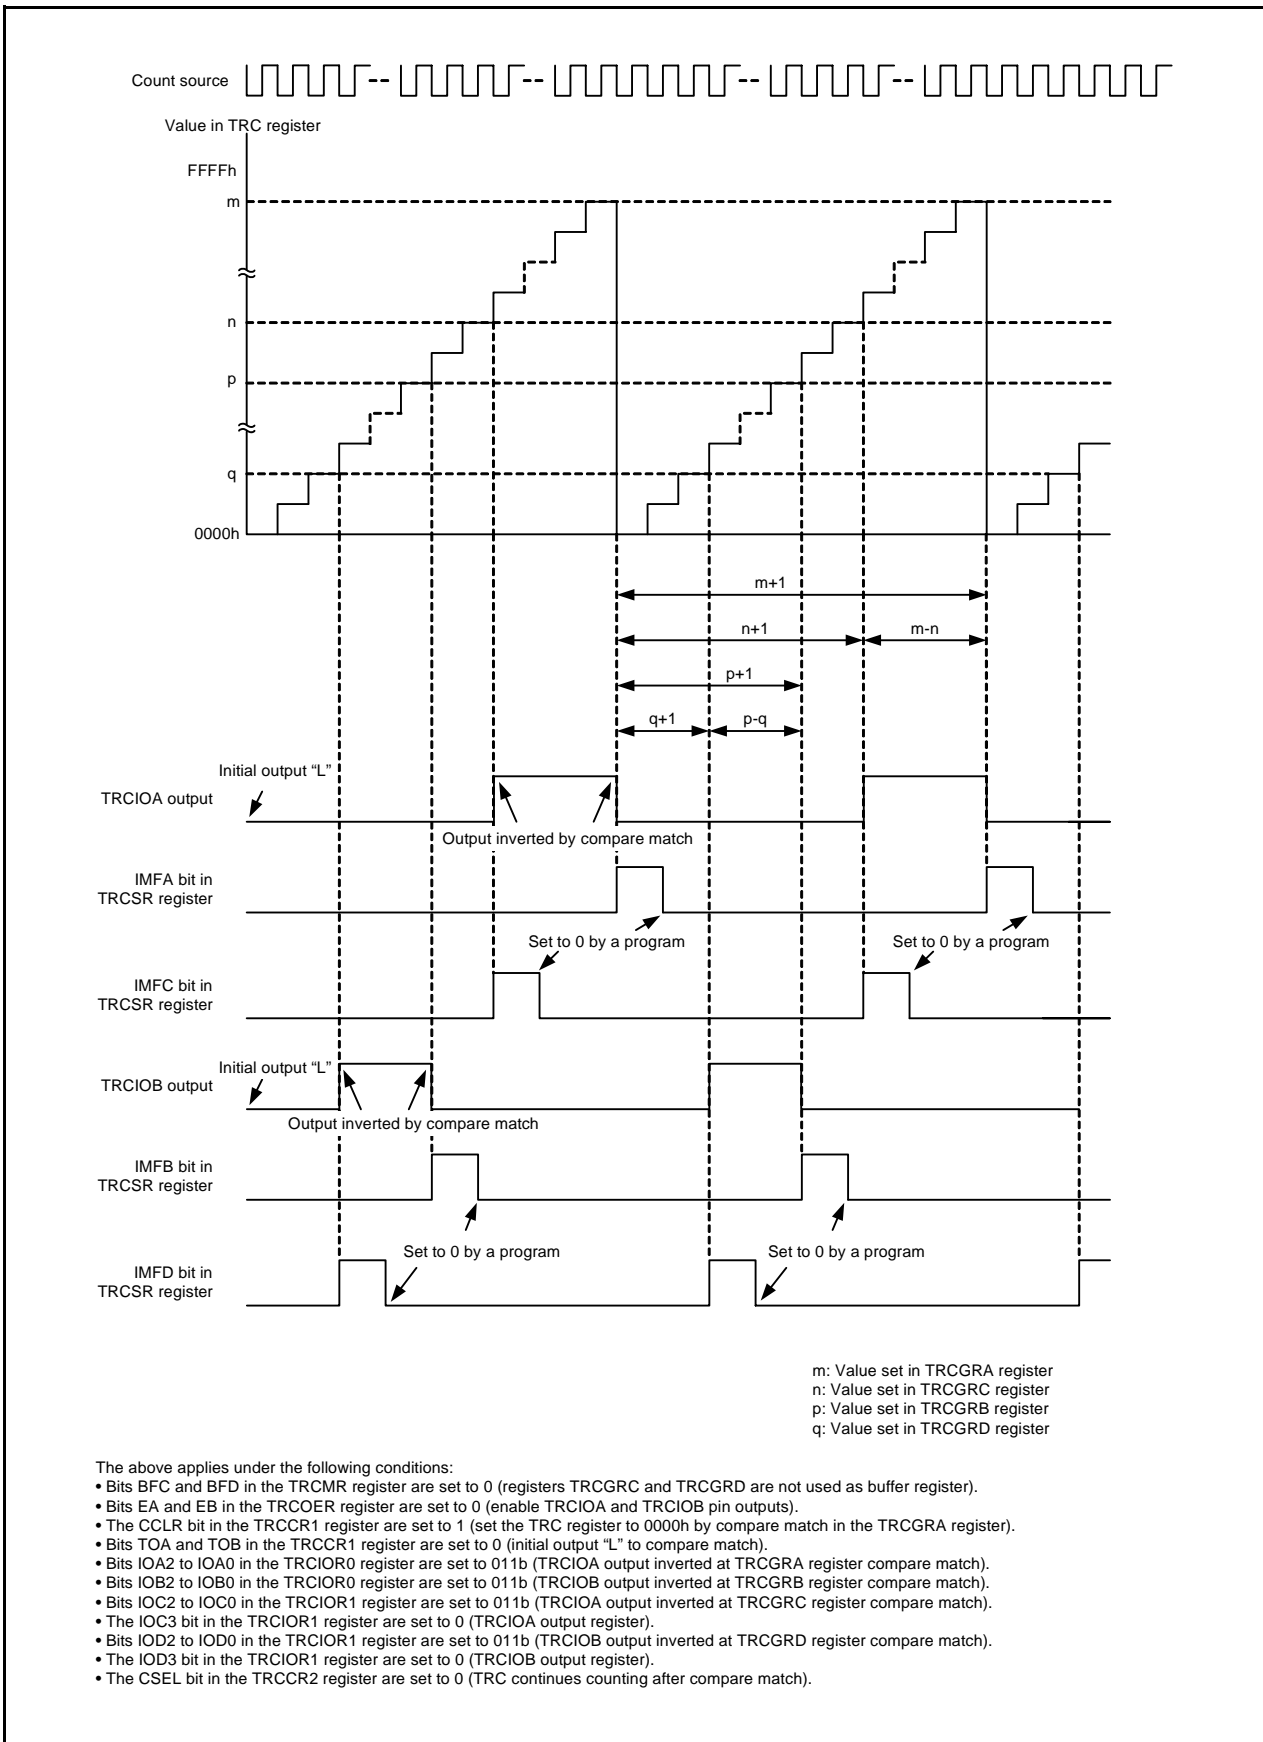 Count source
Value in TRC register
FFFFh
m
n
p
q
0000h
m+1
n+1
m-n
p+1
q+1
p-q
Initial output “L”
TRCIOA output
Output inverted by compare match
IMFA bit in
TRCSR register
Set to 0 by a program
Set to 0 by a program
IMFC bit in
TRCSR register
Initial output “L”
TRCIOB output
Output inverted by compare match
IMFB bit in
TRCSR register
Set to 0 by a program
Set to 0 by a program
IMFD bit in
TRCSR register
m: Value set in TRCGRA register
n: Value set in TRCGRC register
p: Value set in TRCGRB register
q: Value set in TRCGRD register
The above applies under the following conditions:
• Bits BFC and BFD in the TRCMR register are set to 0 (registers TRCGRC and TRCGRD are not used as buffer register).
• Bits EA and EB in the TRCOER register are set to 0 (enable TRCIOA and TRCIOB pin outputs).
• The CCLR bit in the TRCCR1 register are set to 1 (set the TRC register to 0000h by compare match in the TRCGRA register).
• Bits TOA and TOB in the TRCCR1 register are set to 0 (initial output “L” to compare match).
• Bits IOA2 to IOA0 in the TRCIOR0 register are set to 011b (TRCIOA output inverted at TRCGRA register compare match).
• Bits IOB2 to IOB0 in the TRCIOR0 register are set to 011b (TRCIOB output inverted at TRCGRB register compare match).
• Bits IOC2 to IOC0 in the TRCIOR1 register are set to 011b (TRCIOA output inverted at TRCGRC register compare match).
• The IOC3 bit in the TRCIOR1 register are set to 0 (TRCIOA output register).
• Bits IOD2 to IOD0 in the TRCIOR1 register are set to 011b (TRCIOB output inverted at TRCGRD register compare match).
• The IOD3 bit in the TRCIOR1 register are set to 0 (TRCIOB output register).
• The CSEL bit in the TRCCR2 register are set to 0 (TRC continues counting after compare match).